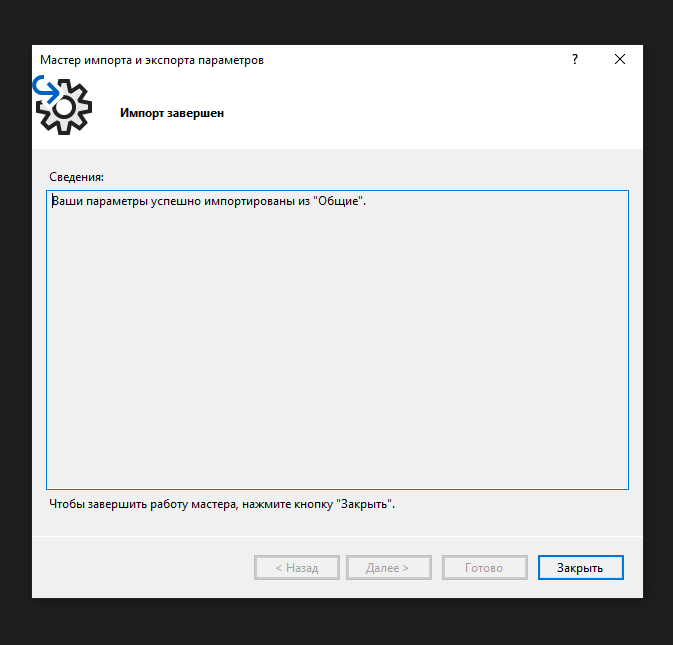 Мастер импорта и экспорта параметров
?
Импорт завершен
Сведения:
Ваши параметры успешно импортированы из "Общие".
Чтобы завершить работу мастера, нажмите кнопку "Закрыть".
< Назад
Далее >
Готово
Закрыть